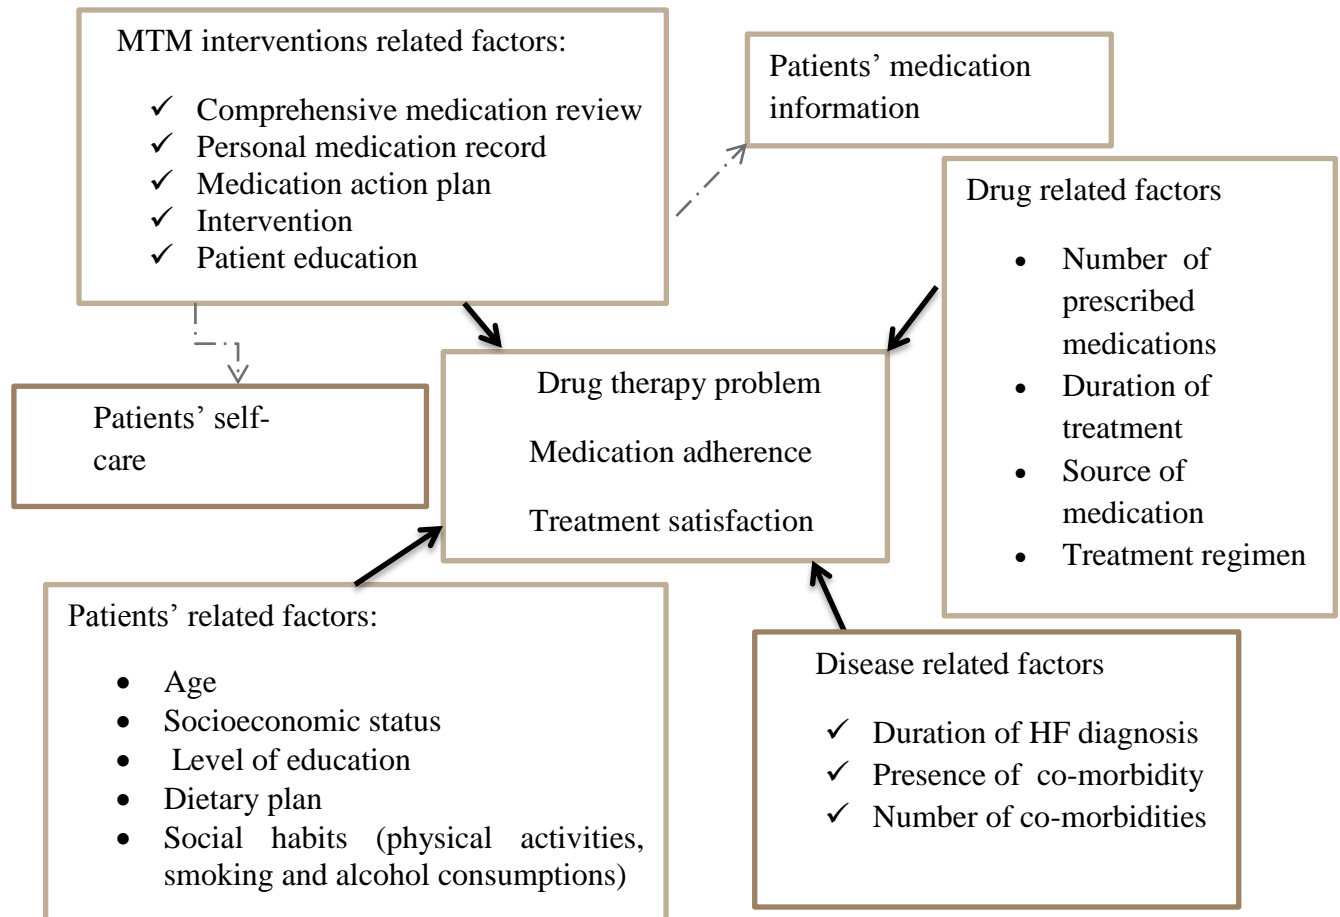 MTM interventions related factors:
✓ Comprehensive medication review
✓ Personal medication record
✓ Medication action plan
✓ Intervention
✓ Patient education
Patients’ medication
information
Drug related factors
• Number of
prescribed
medications
• Duration of
treatment
• Source of
medication
• Treatment regimen
Drug therapy problem
Medication adherence
Treatment satisfaction
Patients’ self-
care
Patients’ related factors:
• Age
• Socioeconomic status
• Level of education
• Dietary plan
• Social habits (physical activities,
smoking and alcohol consumptions)
Disease related factors
✓ Duration of HF diagnosis
✓ Presence of co-morbidity
✓ Number of co-morbidities